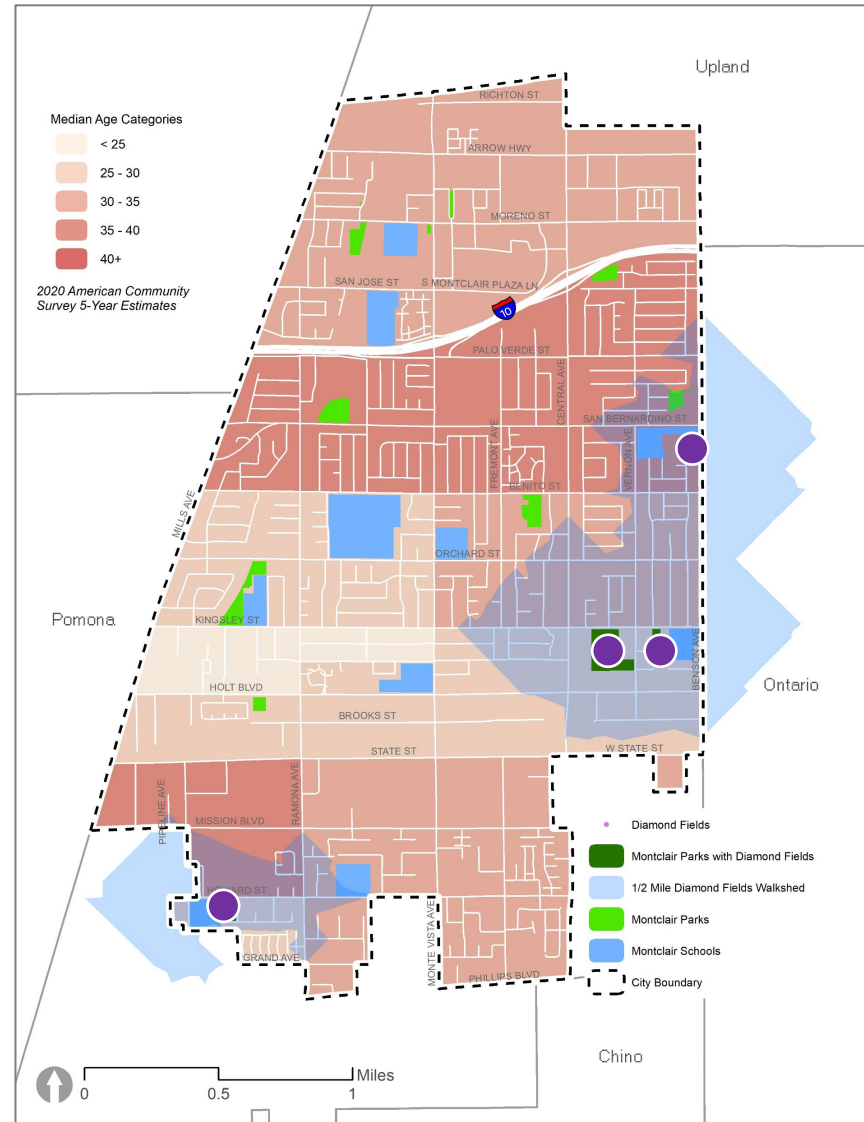 Upland
Median Age Categories
< 25
25 - 30
30 - 35
35 - 40
40+
2020 American Community
Survey 5-Year Estimates
RICHTON ST
ARROW HWY
MORENO ST
SAN JOSE ST
S MONTCLAIR PLAZA LN
10
PALO VERDE ST
CENTRAL AVE
SAN BERNARDINO ST
FREMONT AVE
VERNON AVE
BENITO ST
MILLS AVE
ORCHARD ST
Pomona
KINGSLEY ST
BENSON AVE
Ontario
HOLT BLVD
BROOKS ST
STATE ST
W STATE ST
PIPELINE AVE
RAMONA AVE
MISSION BLVD
HOWARD ST
GRAND AVE
MONTE VISTA AVE
PHILLIPS BLVD
Diamond Fields
Montclair Parks with Diamond Fields
1/2 Mile Diamond Fields Walkshed
Montclair Parks
Montclair Schools
City Boundary
Chino
Miles
0
0.5
1